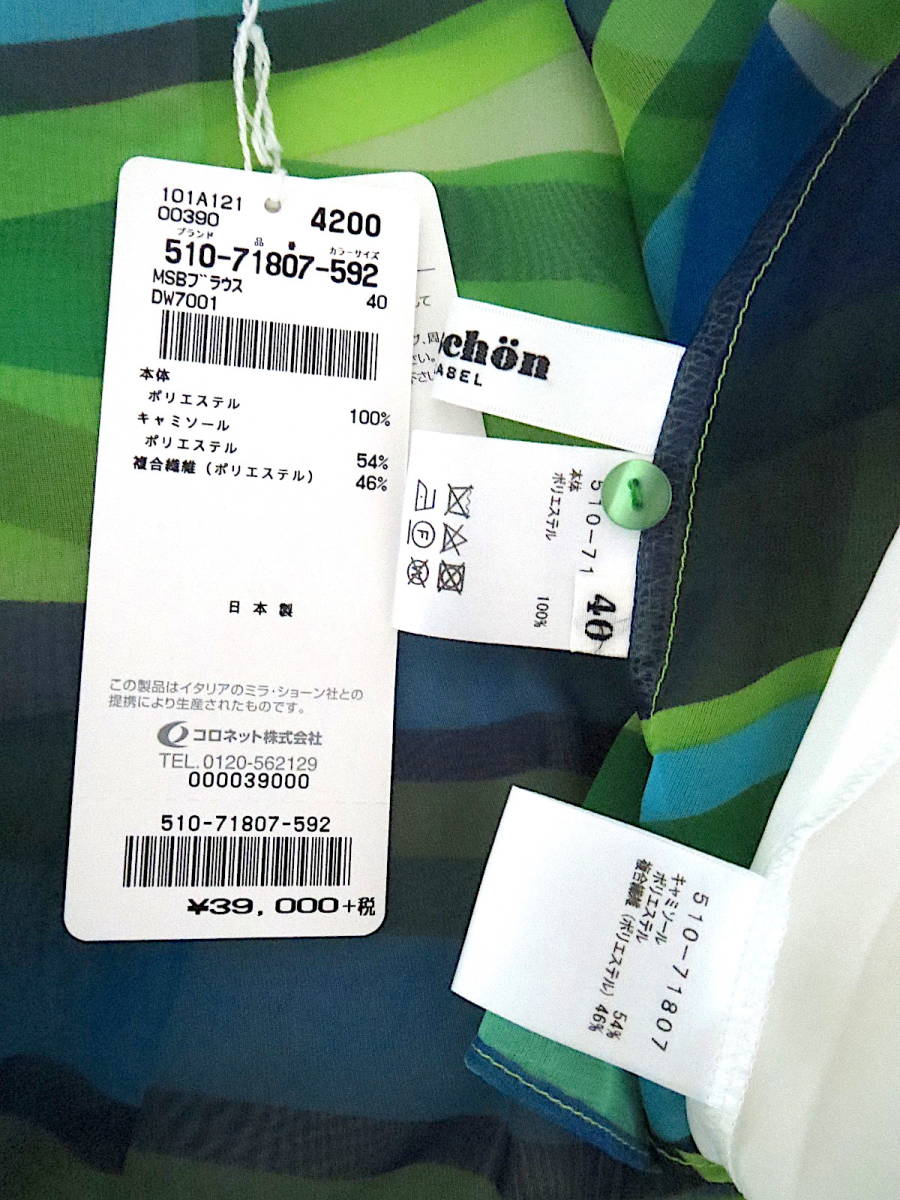 101A121
00390
4200
ブランド 品番 カラーサイズ
510-71807-592
MSBブラウス 40
DW7001
本体
ポリエステル 100%
キャミソール
ポリエステル 54%
複合繊維(ポリエステル) 46%
日本製
この製品はイタリアのミラ・ショーン社との
提携により生産されたものです。
コロネット株式会社
TEL.0120-562129
000039000
510-71807-592
¥39,000+税
chön
ABEL
510-71
本体
ポリエステル
100%
40
F
510-71807
キャミソール
ポリエステル 54%
複合繊維(ポリエステル) 46%